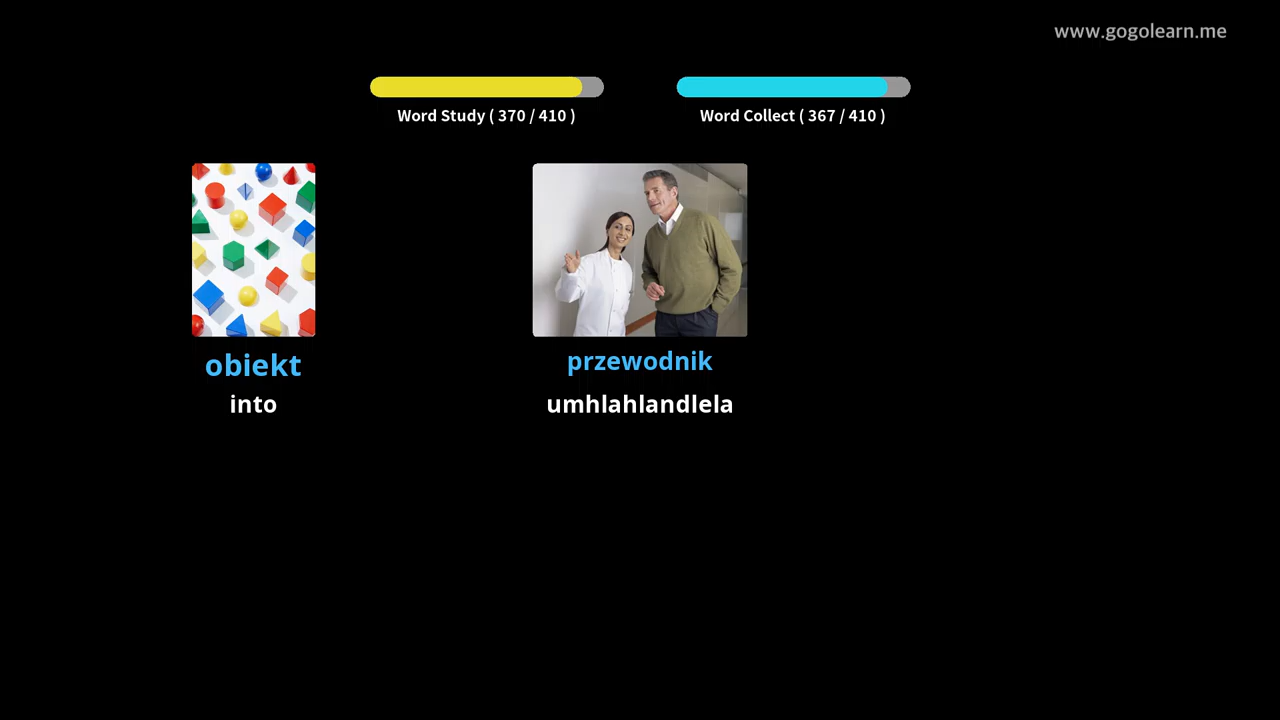 www.gogolearn.me
Word Study ( 370 / 410 )
Word Collect ( 367 / 410 )
obiekt
przewodnik
into
umhlahlandlela